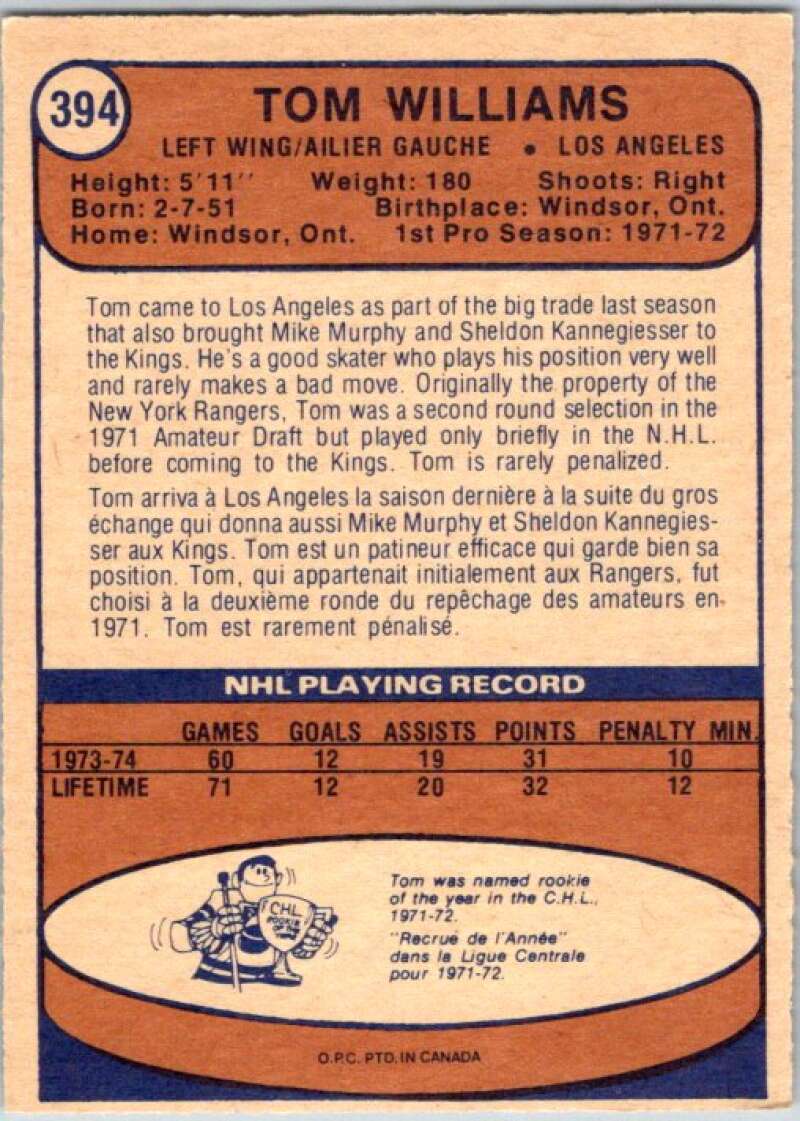 394
TOM WILLIAMS
LEFT WING/AILIER GAUCHE • LOS ANGELES
Height: 5'11'' Weight: 180 Shoots: Right
Born: 2-7-51 Birthplace: Windsor, Ont.
Home: Windsor, Ont. 1st Pro Season: 1971-72
Tom came to Los Angeles as part of the big trade last season
that also brought Mike Murphy and Sheldon Kannegiesser to
the Kings. He's a good skater who plays his position very well
and rarely makes a bad move. Originally the property of the
New York Rangers, Tom was a second round selection in the
1971 Amateur Draft but played only briefly in the N.H.L.
before coming to the Kings. Tom is rarely penalized.
Tom arriva à Los Angeles la saison dernière à la suite du gros
échange qui donna aussi Mike Murphy et Sheldon Kannegies-
ser aux Kings. Tom est un patineur efficace qui garde bien sa
position. Tom, qui appartenait initialement aux Rangers, fut
choisi à la deuxième ronde du repêchage des amateurs en
1971. Tom est rarement pénalisé.
NHL PLAYING RECORD
GAMES GOALS ASSISTS POINTS PENALTY MIN.
1973-74 60 12 19 31 10
LIFETIME 71 12 20 32 12
CHL
ROOKIE
OF THE
YEAR
Tom was named rookie
of the year in the C.H.L.,
1971-72.
"Recrue de l'Année"
dans la Ligue Centrale
pour 1971-72.
O.P.C. PTD. IN CANADA